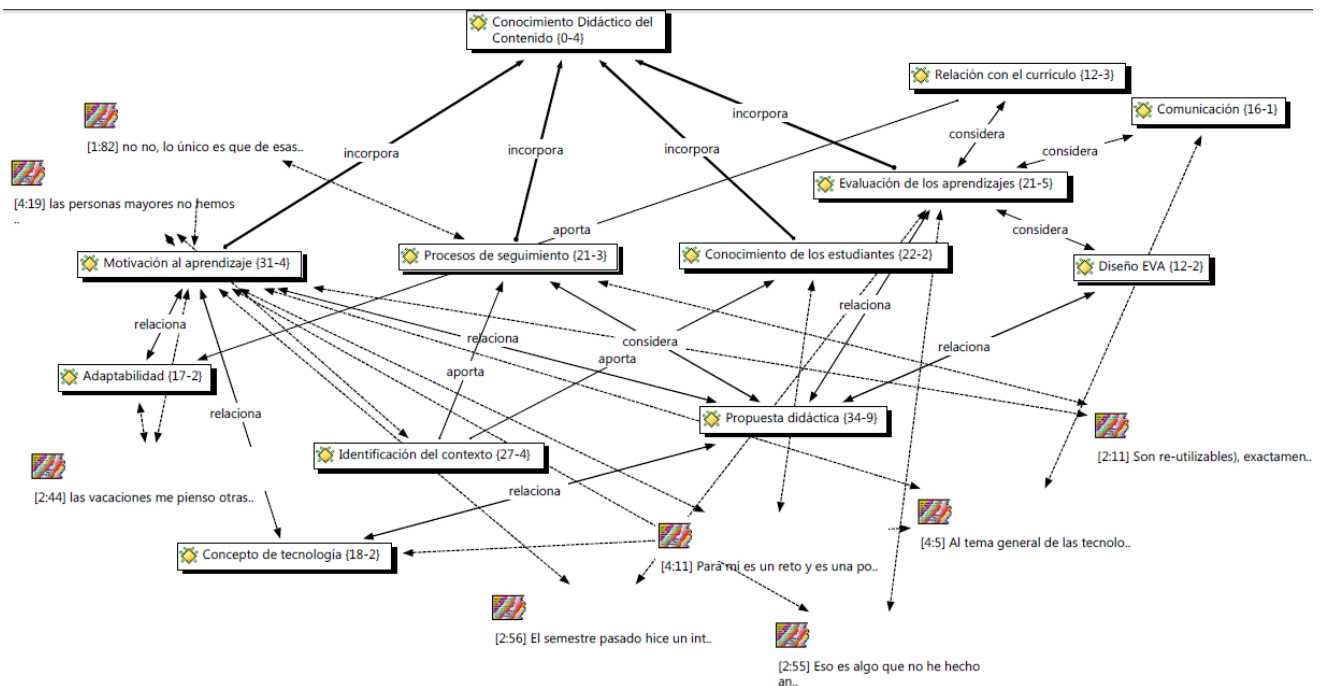 Conocimiento Didáctico del
Contenido {0-4}
Relación con el currículo {12-3}
Comunicación {16-1}
incorpora
considera
[1:82] no no, lo único es que de esas..
incorpora
incorpora
incorpora
considera
[4:19] las personas mayores no hemos
..
Evaluación de los aprendizajes {21-5}
aporta
considera
Motivación al aprendizaje {31-4}
Procesos de seguimiento {21-3}
Conocimiento de los estudiantes {22-2}
Diseño EVA {12-2}
relaciona
relaciona
relaciona
considera
relaciona
aporta
Adaptabilidad {17-2}
aporta
relaciona
Propuesta didáctica {34-9}
Identificación del contexto {27-4}
[2:11] Son re-utilizables), exactamen..
[2:44] las vacaciones me pienso otras..
relaciona
[4:5] Al tema general de las tecnolo..
Concepto de tecnología {18-2}
[4:11] Para mí es un reto y es una po..
[2:56] El semestre pasado hice un int..
[2:55] Eso es algo que no he hecho
an..